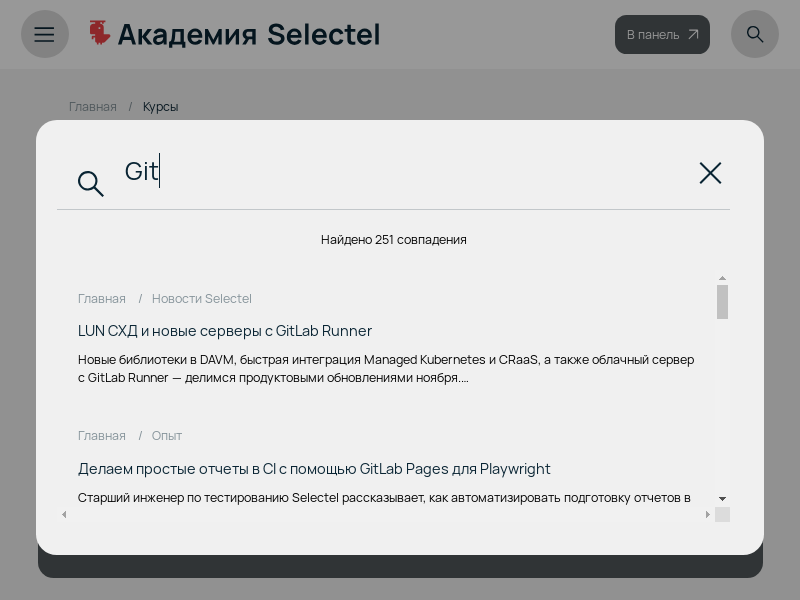 Академия Selectel
В панель
Главная / Курсы
Git
Найдено 251 совпадения
Главная / Новости Selectel
LUN СХД и новые серверы с GitLab Runner
Новые библиотеки в DAVM, быстрая интеграция Managed Kubernetes и CRaaS, а также облачный сервер
с GitLab Runner — делимся продуктовыми обновлениями ноября.…
Главная / Опыт
Делаем простые отчеты в CI с помощью GitLab Pages для Playwright
Старший инженер по тестированию Selectel рассказывает, как автоматизировать подготовку отчетов в